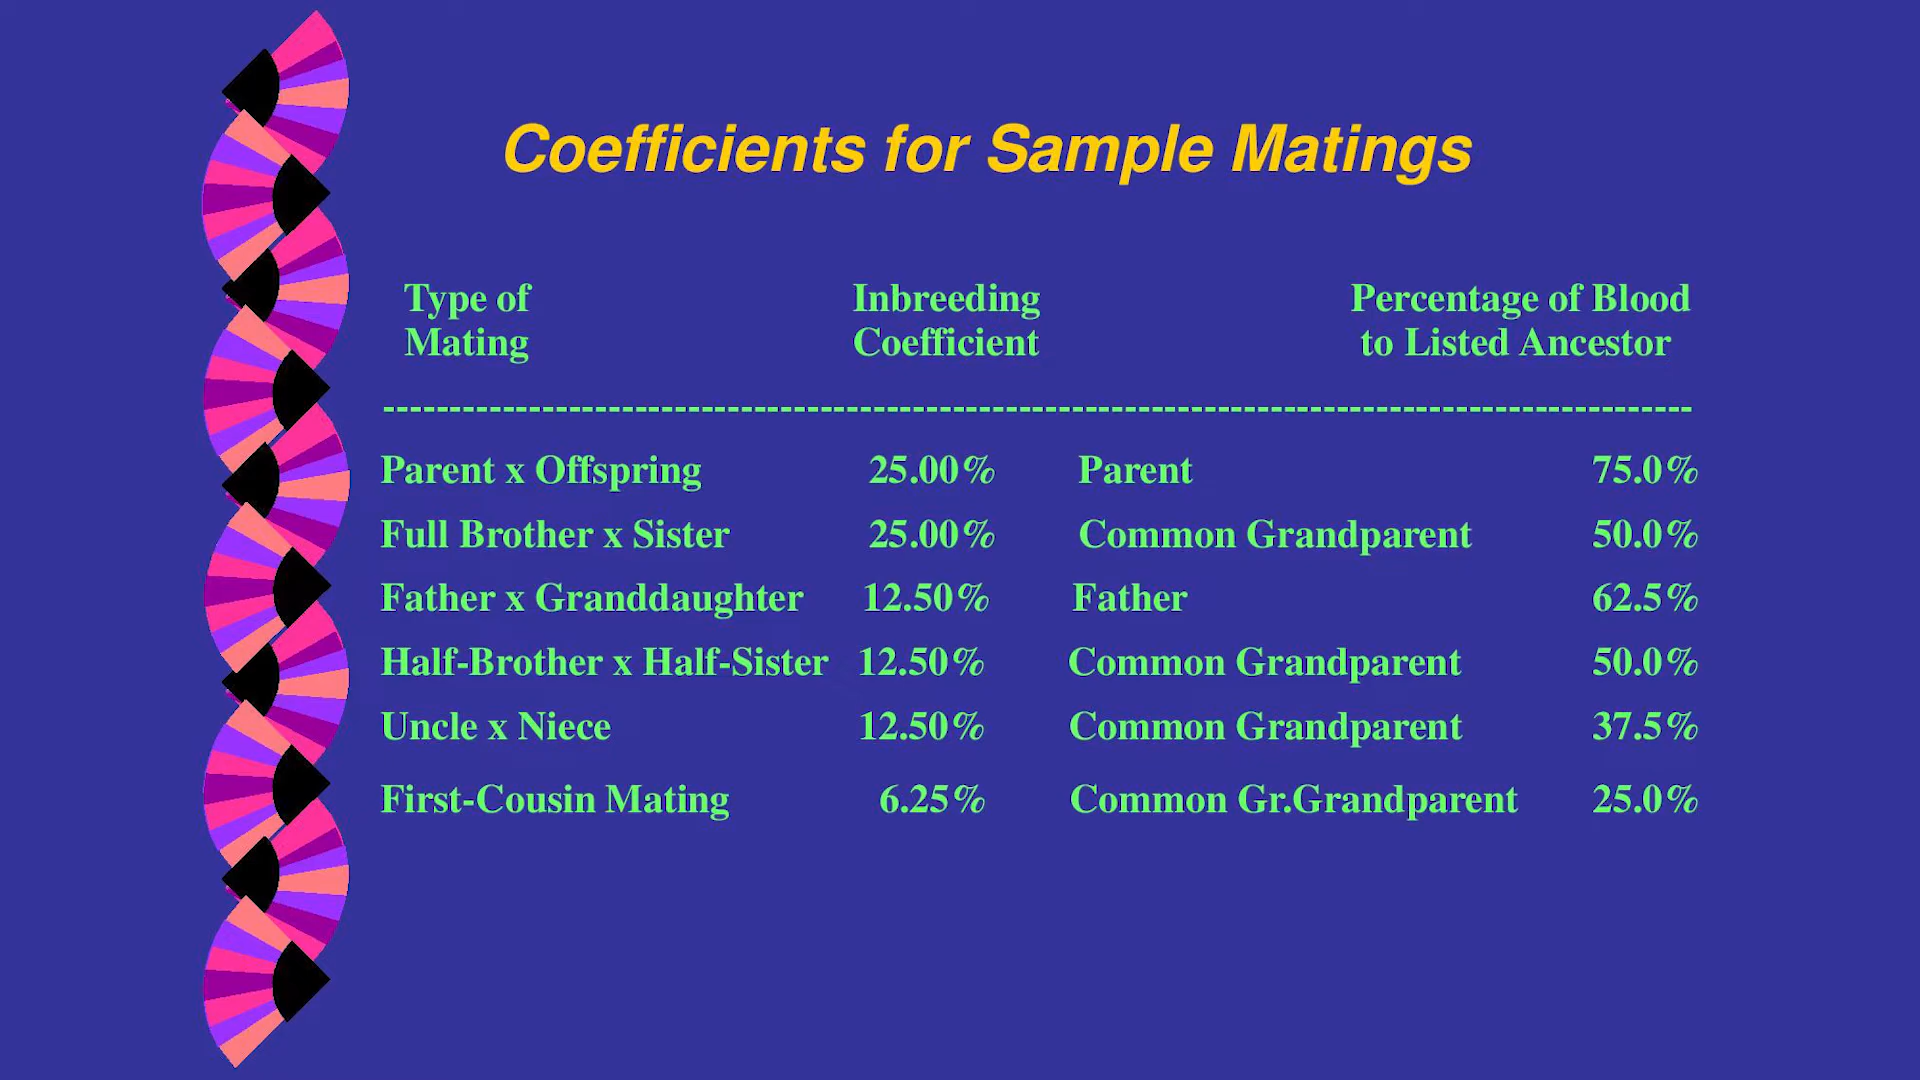 Coefficients for Sample Matings
Type of Inbreeding Percentage of Blood
Mating Coefficient to Listed Ancestor
---------------------------------------------------------------------------------------------------
Parent x Offspring 25.00% Parent 75.0%
Full Brother x Sister 25.00% Common Grandparent 50.0%
Father x Granddaughter 12.50% Father 62.5%
Half-Brother x Half-Sister 12.50% Common Grandparent 50.0%
Uncle x Niece 12.50% Common Grandparent 37.5%
First-Cousin Mating 6.25% Common Gr.Grandparent 25.0%